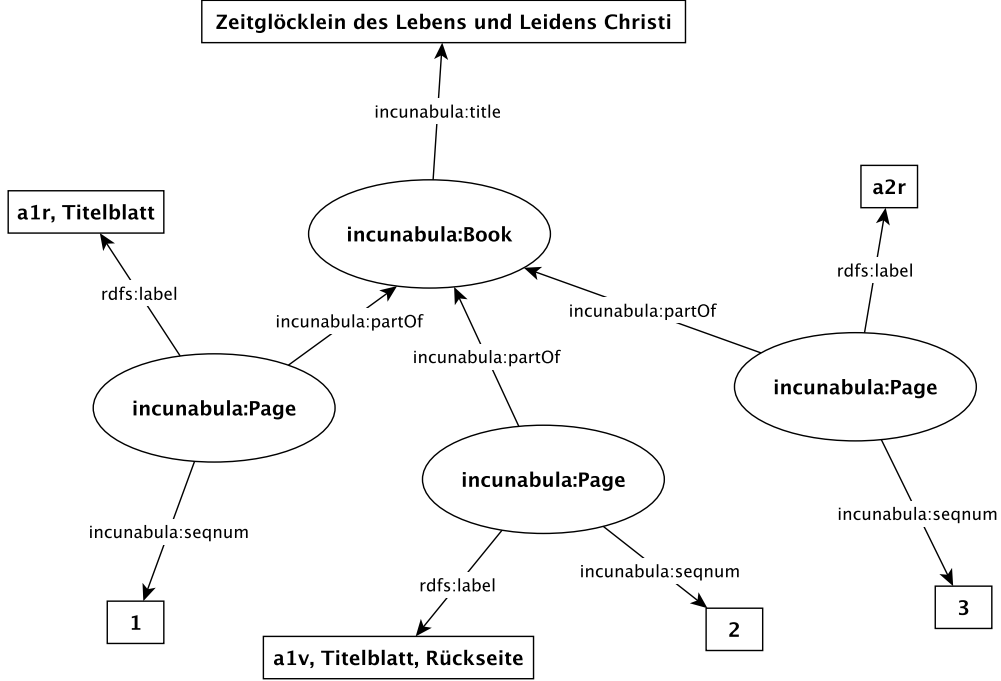 Zeitglöcklein des Lebens und Leidens Christi
incunabula:title
a1r, Titelblatt
a2r
incunabula:Book
rdfs:label
rdfs:label
incunabula:partOf
incunabula:partOf
incunabula:partOf
incunabula:Page
incunabula:Page
incunabula:Page
incunabula:seqnum
incunabula:seqnum
rdfs:label
incunabula:seqnum
1
2
3
a1v, Titelblatt, Rückseite